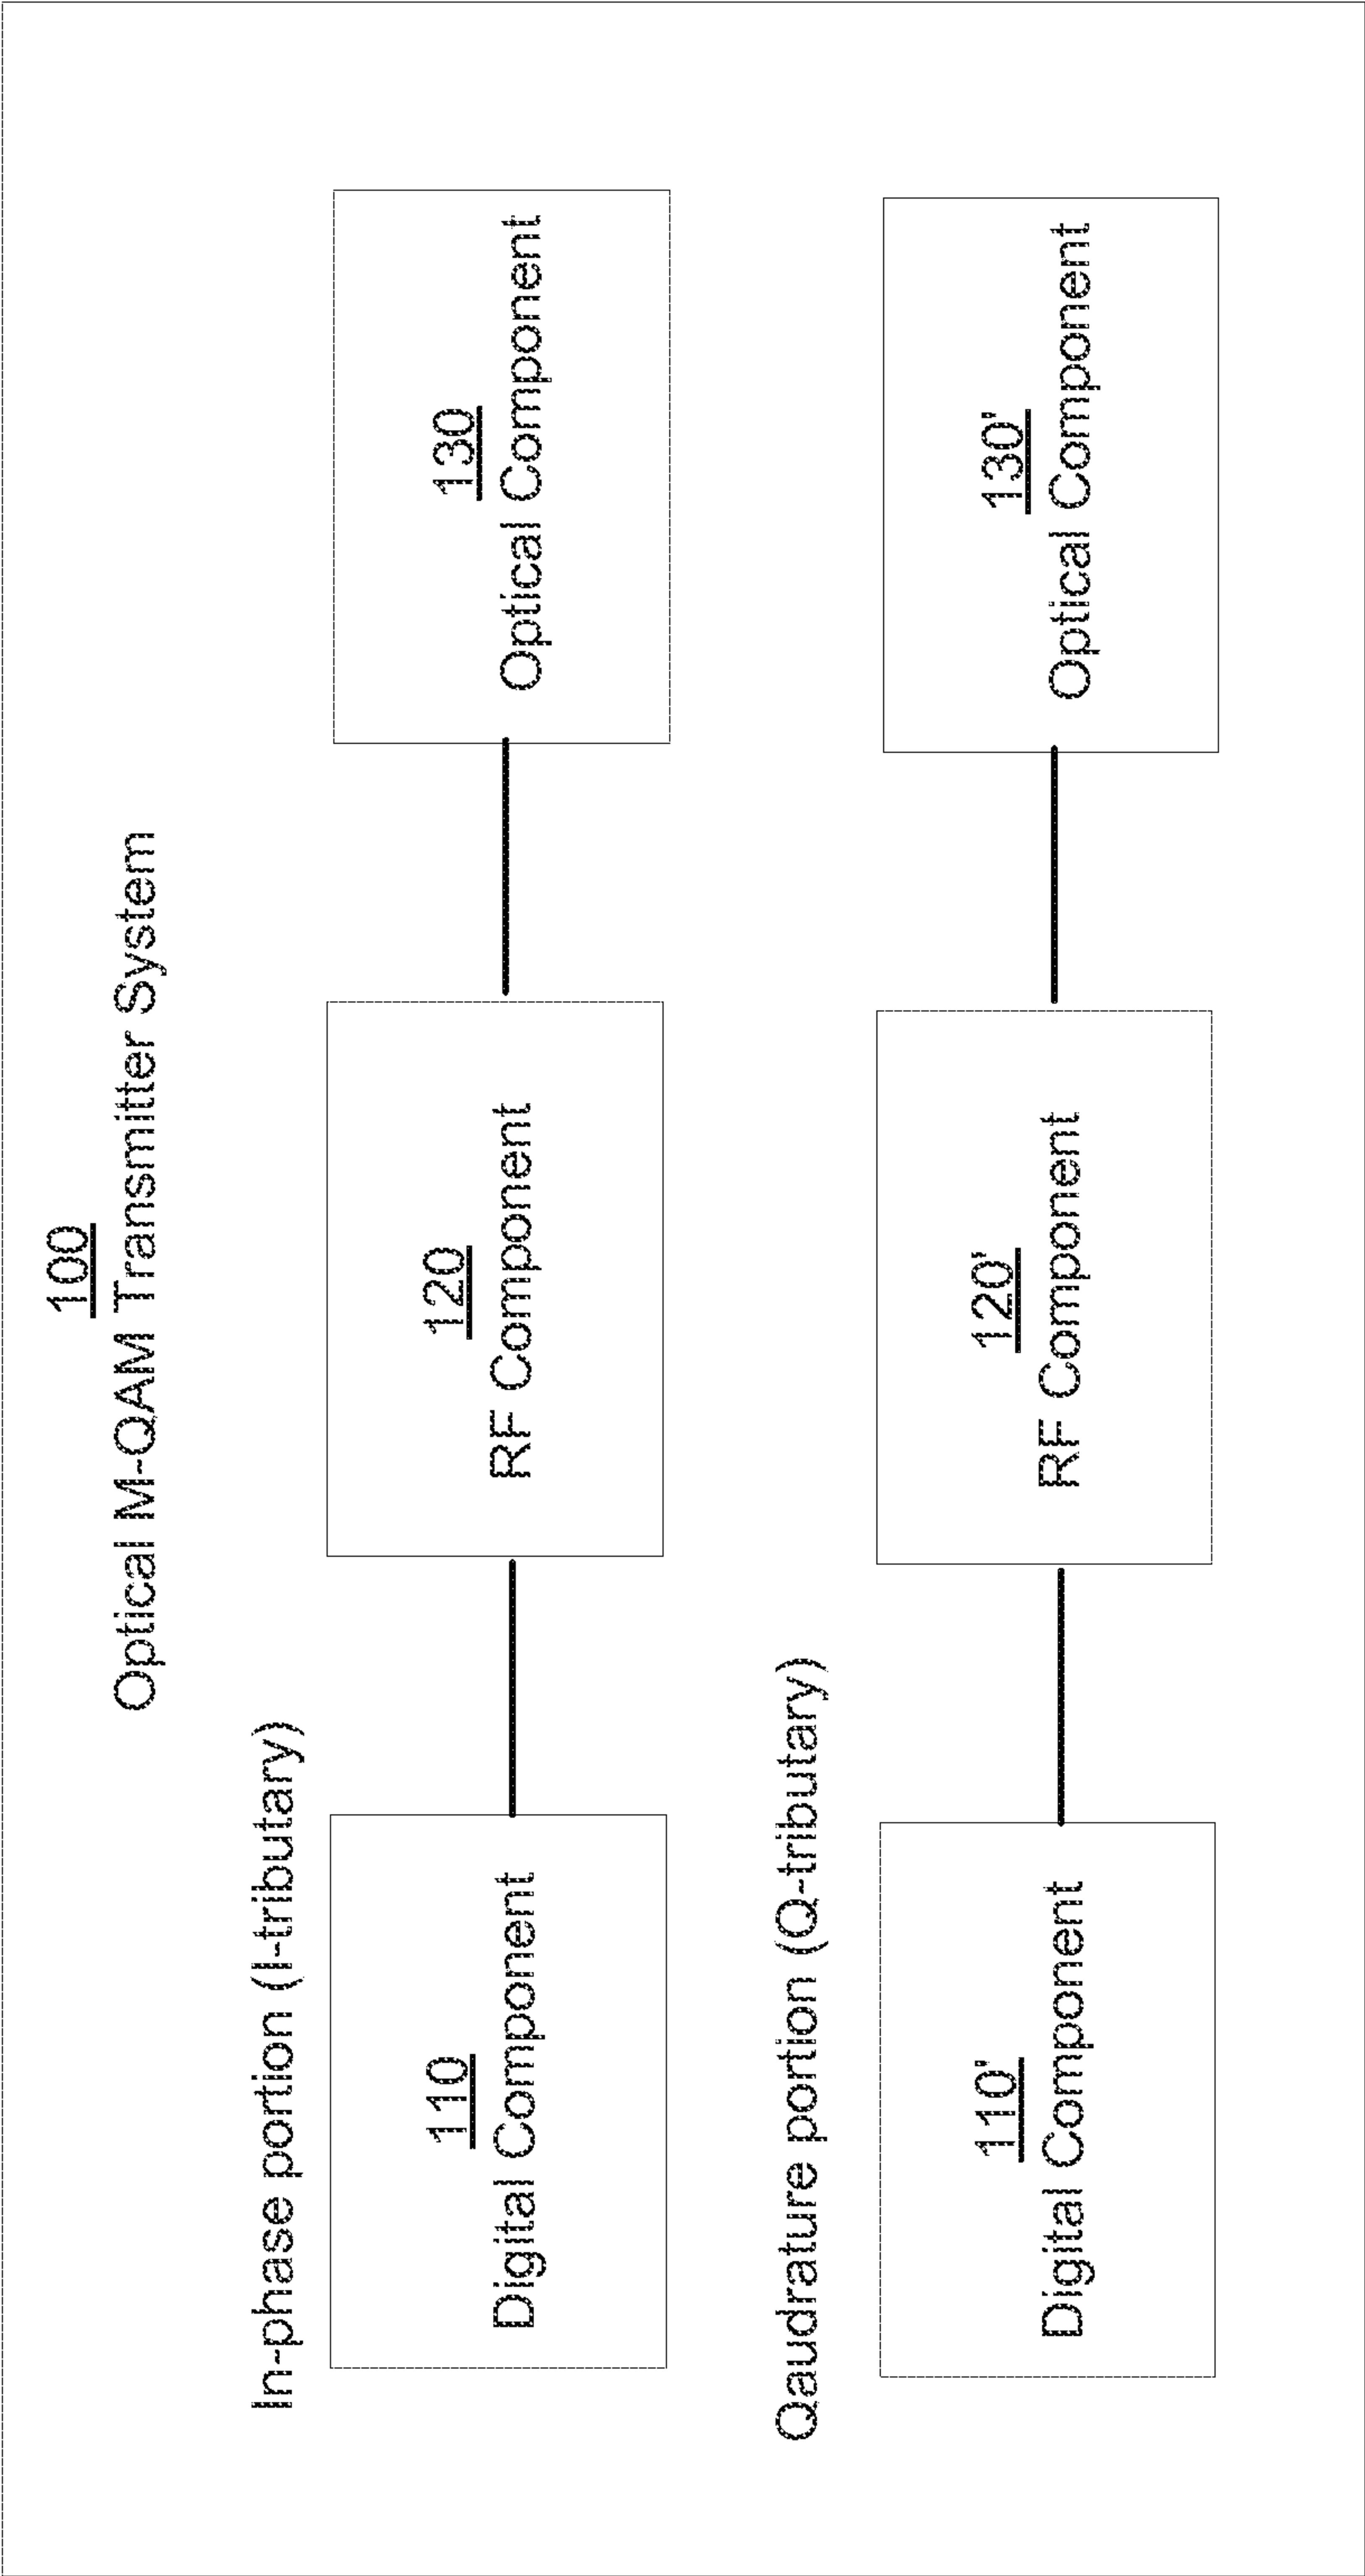 100
Optical M-QAM Transmitter System
In-phase portion (I-tributary)
110
Digital Component
120
RF Component
130
Optical Component
Qaudrature portion (Q-tributary)
110'
Digital Component
120'
RF Component
130'
Optical Component